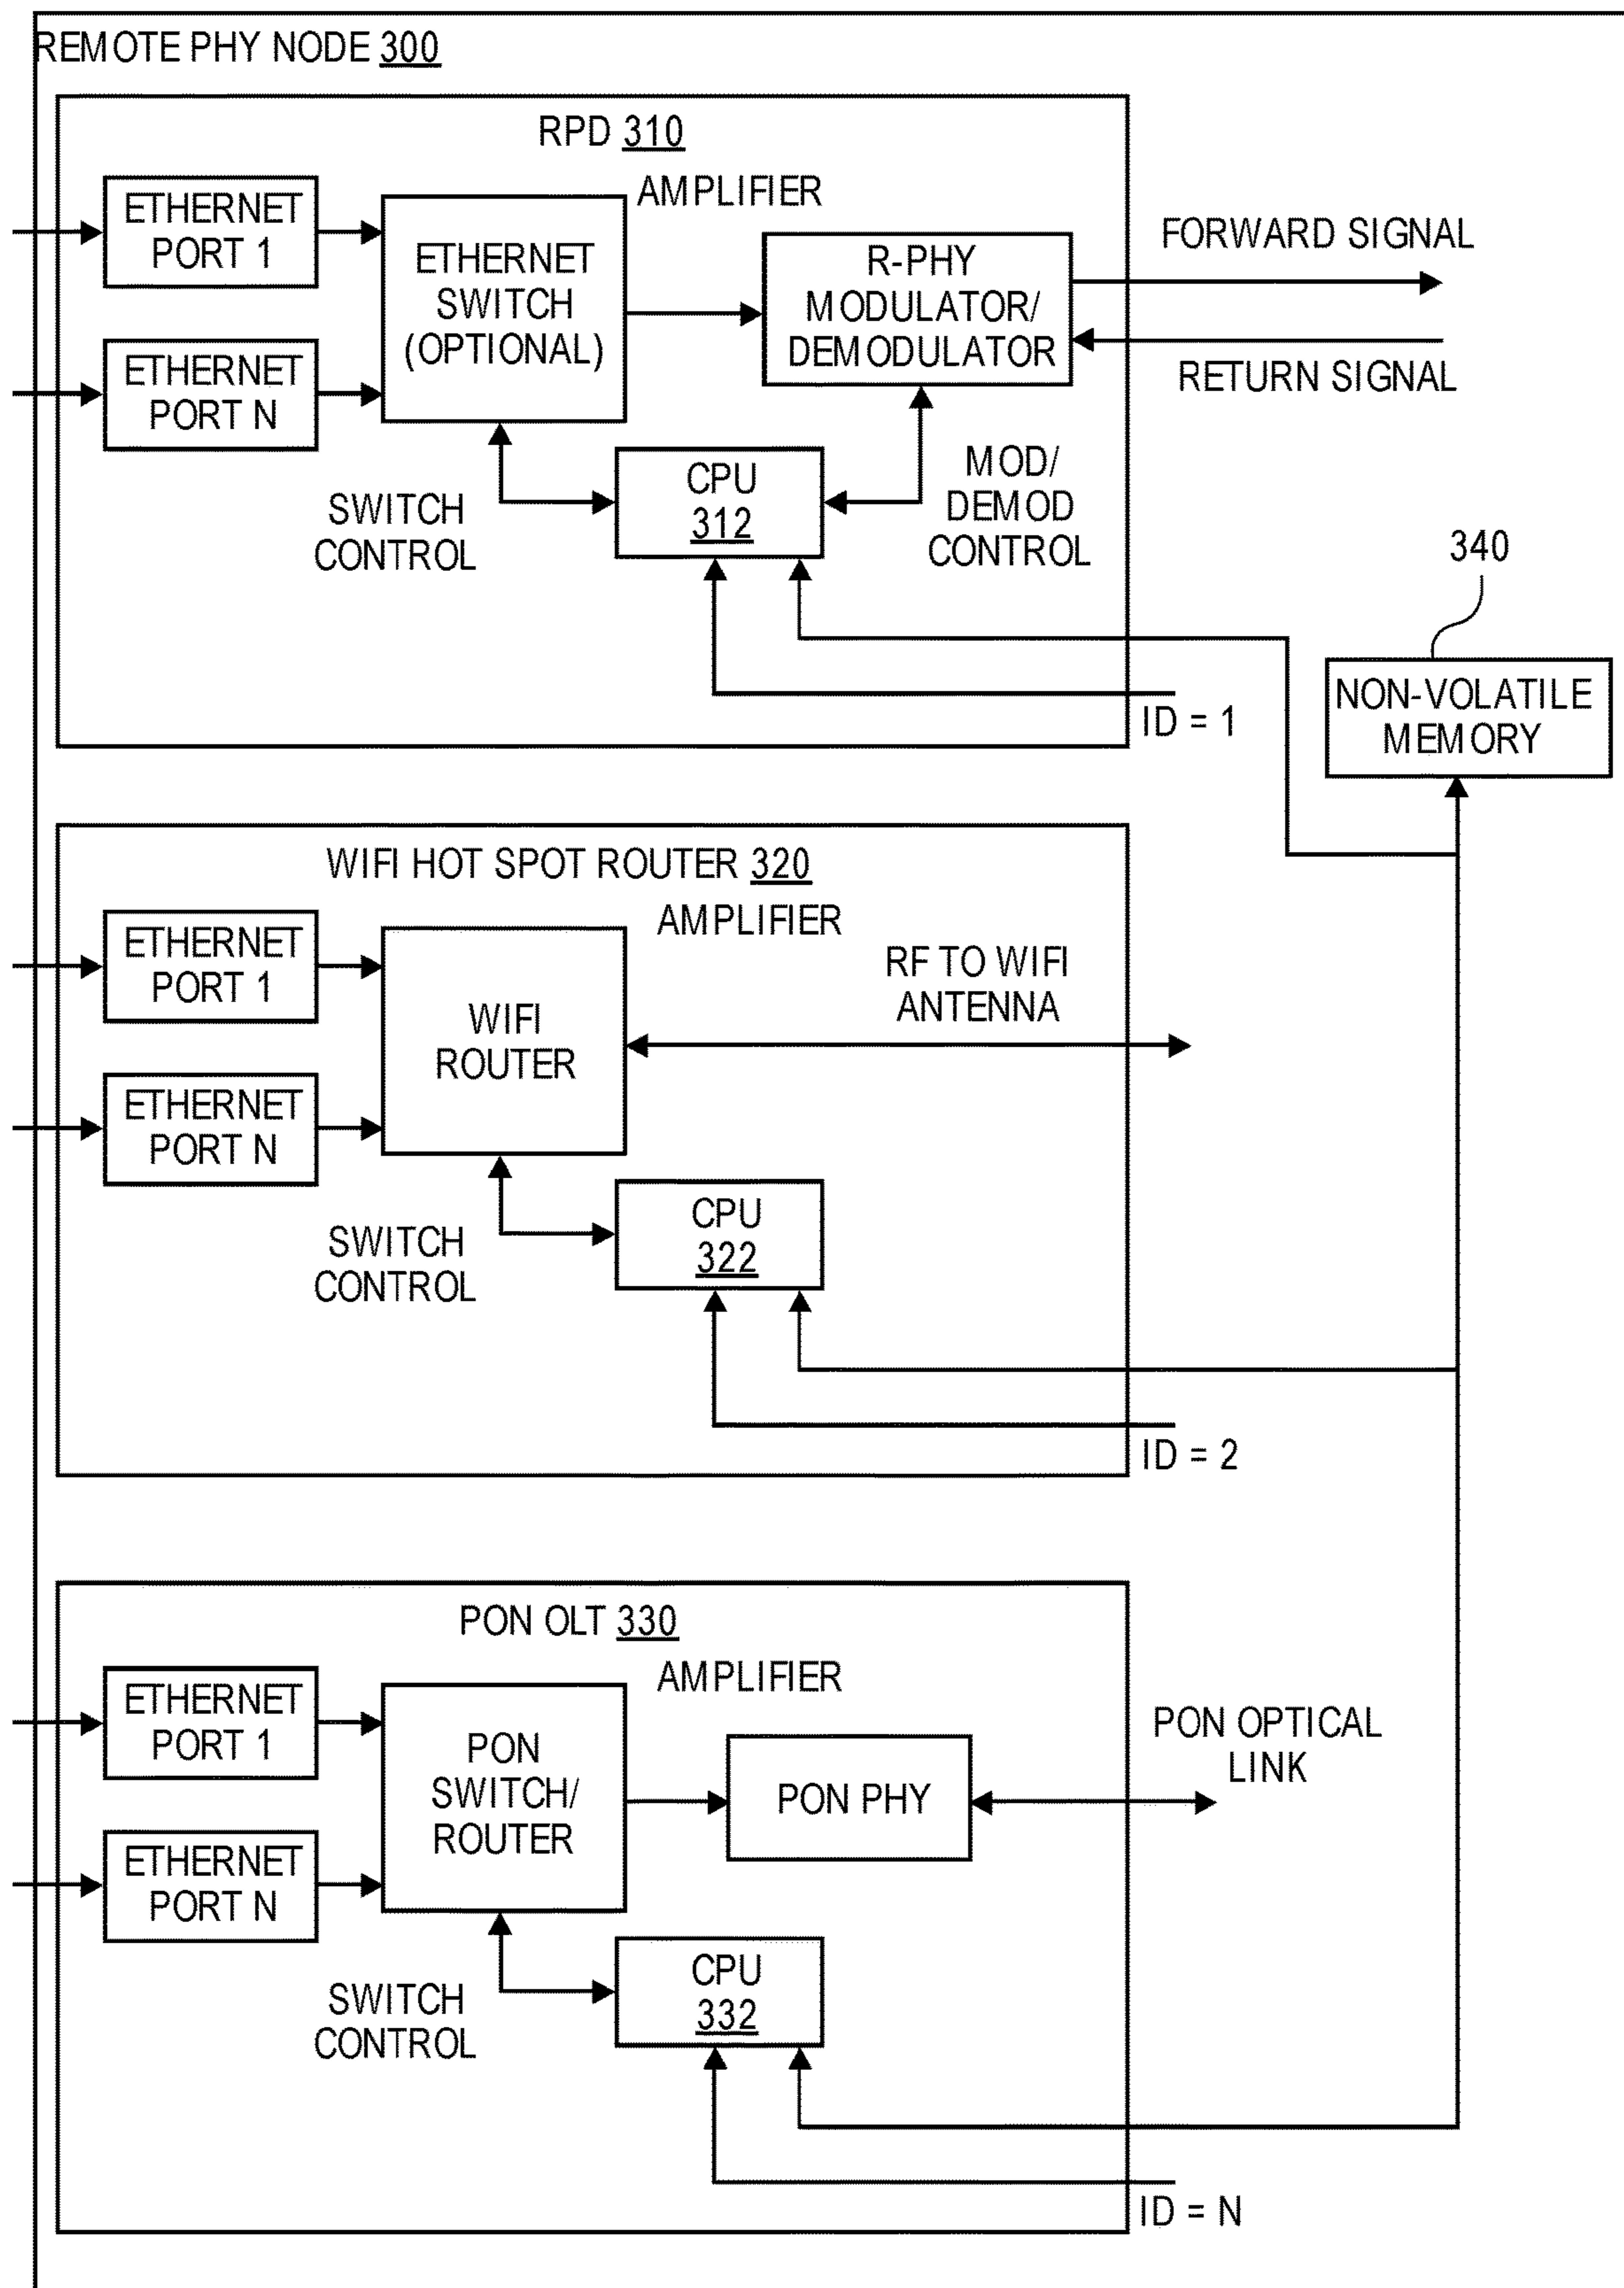 REMOTE PHY NODE 300
RPD 310
AMPLIFIER
ETHERNET
PORT 1
ETHERNET
PORT N
ETHERNET
SWITCH
(OPTIONAL)
R-PHY
MODULATOR/
DEMODULATOR
FORWARD SIGNAL
RETURN SIGNAL
SWITCH
CONTROL
CPU
312
MOD/
DEMOD
CONTROL
ID = 1
340
NON-VOLATILE
MEMORY
WIFI HOT SPOT ROUTER 320
AMPLIFIER
ETHERNET
PORT 1
ETHERNET
PORT N
WIFI
ROUTER
RF TO WIFI
ANTENNA
SWITCH
CONTROL
CPU
322
ID = 2
PON OLT 330
AMPLIFIER
ETHERNET
PORT 1
ETHERNET
PORT N
PON
SWITCH/
ROUTER
PON PHY
PON OPTICAL
LINK
SWITCH
CONTROL
CPU
332
ID = N